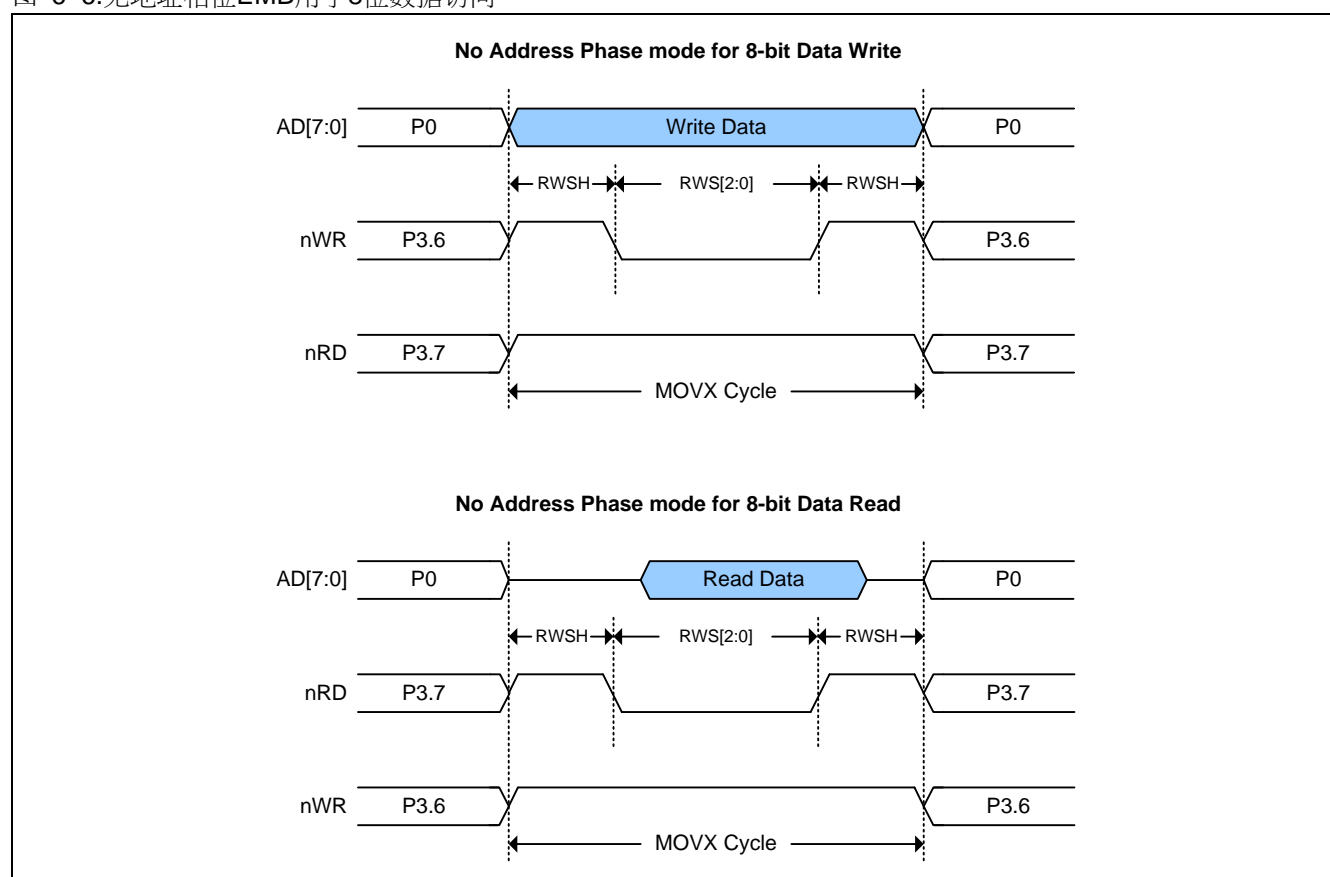 No Address Phase mode for 8-bit Data Write
AD[7:0] P0 Write Data P0
RWSH RWS[2:0] RWSH
nWR P3.6 P3.6
nRD P3.7 P3.7
MOVX Cycle
No Address Phase mode for 8-bit Data Read
AD[7:0] P0 Read Data P0
RWSH RWS[2:0] RWSH
nRD P3.7 P3.7
nWR P3.6 P3.6
MOVX Cycle